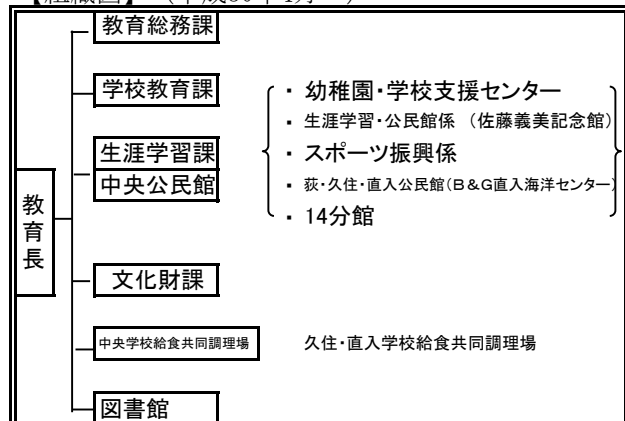 教育総務課
学校教育課
・ 幼稚園・学校支援センター
・ 生涯学習・公民館係 （佐藤義美記念館）
生涯学習課
・ スポーツ振興係
中央公民館
・ 荻・久住・直入公民館（B＆G直入海洋センター）
・ 14分館
教育長
文化財課
中央学校給食共同調理場
久住・直入学校給食共同調理場
図書館